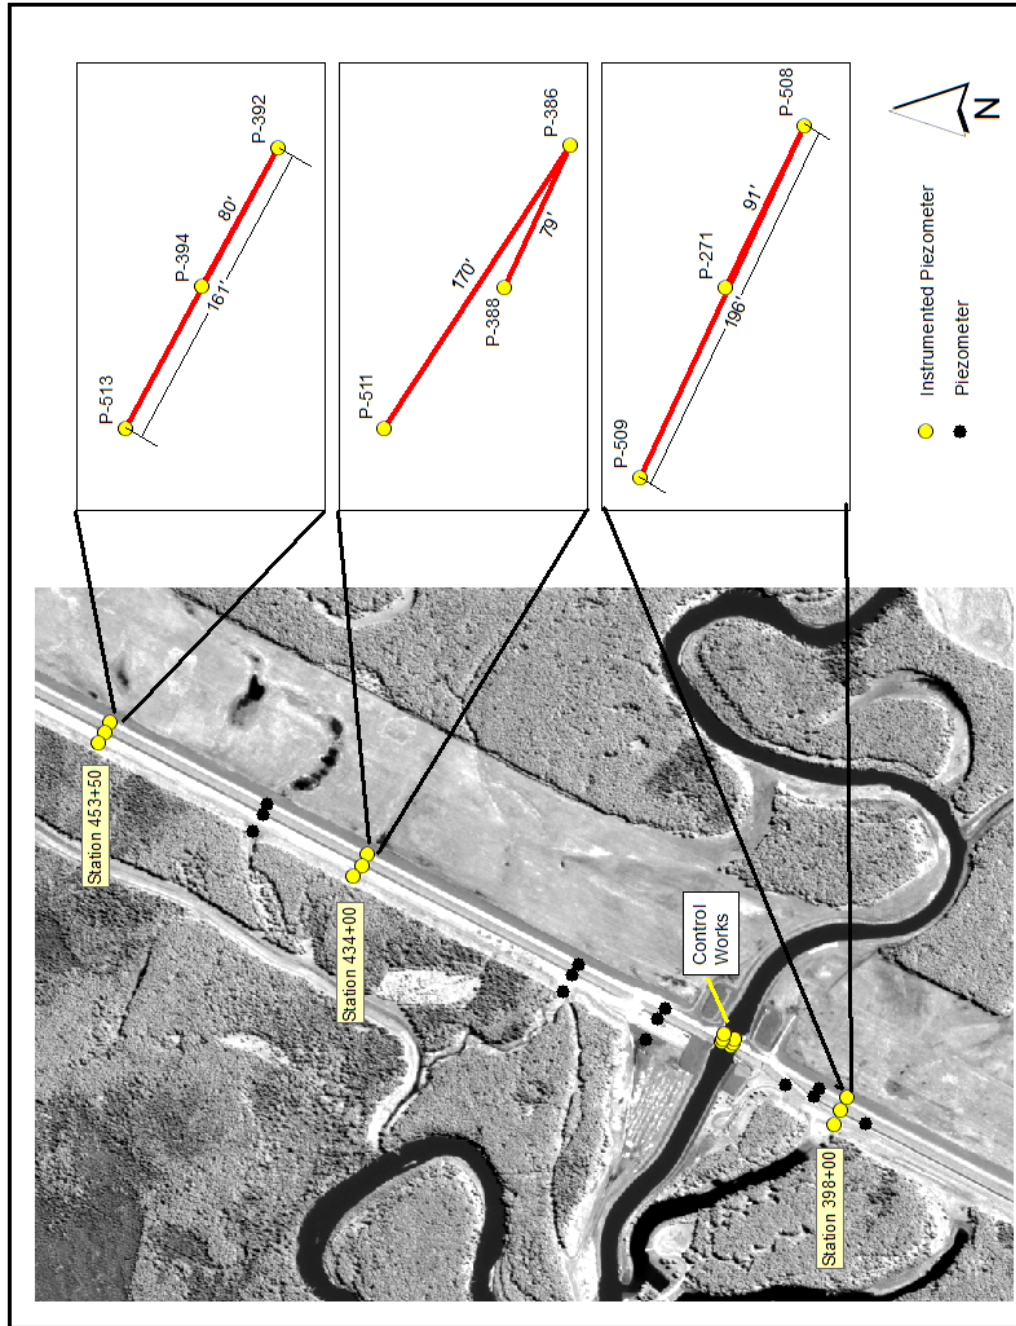 P-392
80'
P-394
161'
P-513
P-386
79'
170'
P-388
P-511
P-508
91'
P-271
196'
P-509
N
Instrumented Piezometer
Piezometer
Station 453+50
Station 434+00
Control
Works
Station 398+00